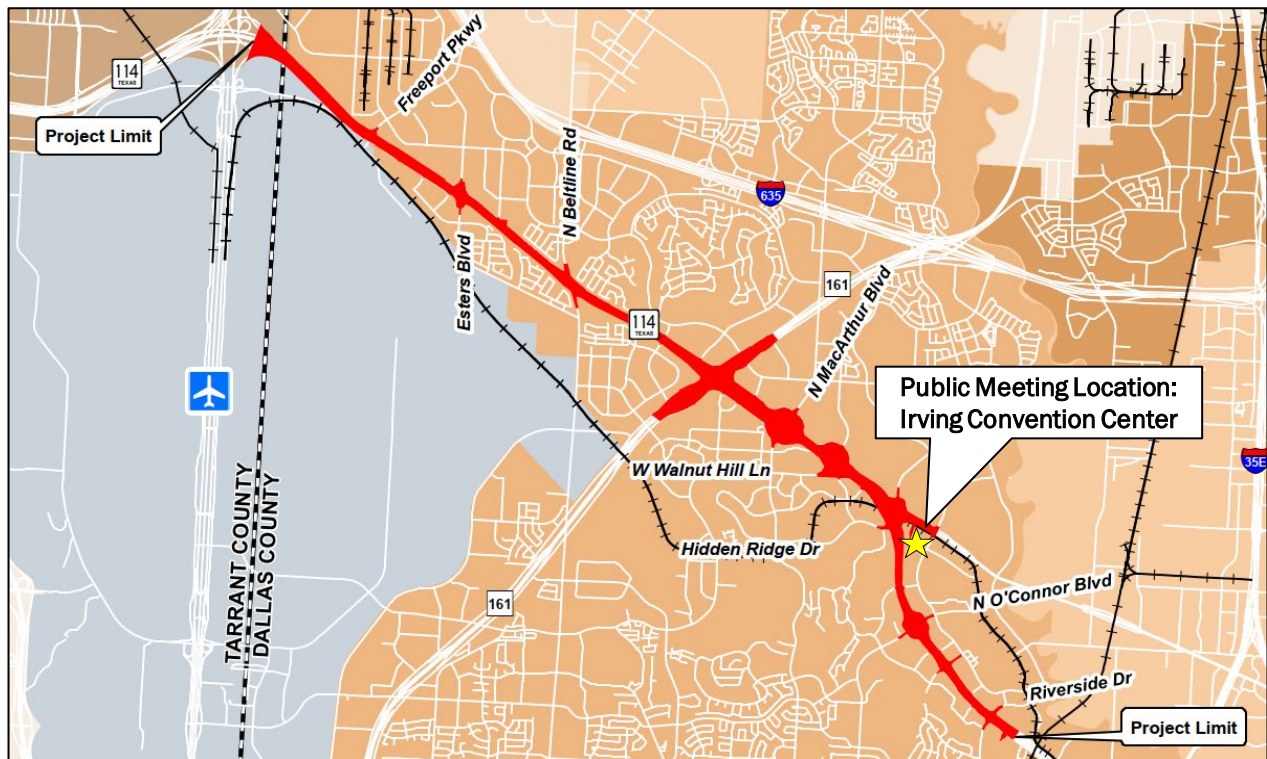 Freeport Pkwy
114
TEXAS
Project Limit
N Beltline Rd
635
Esters Blvd
161
N MacArthur Blvd
114
TEXAS
Public Meeting Location:
Irving Convention Center
35E
W Walnut Hill Ln
TARRANT COUNTY
DALLAS COUNTY
Hidden Ridge Dr
161
N O'Connor Blvd
Riverside Dr
Project Limit